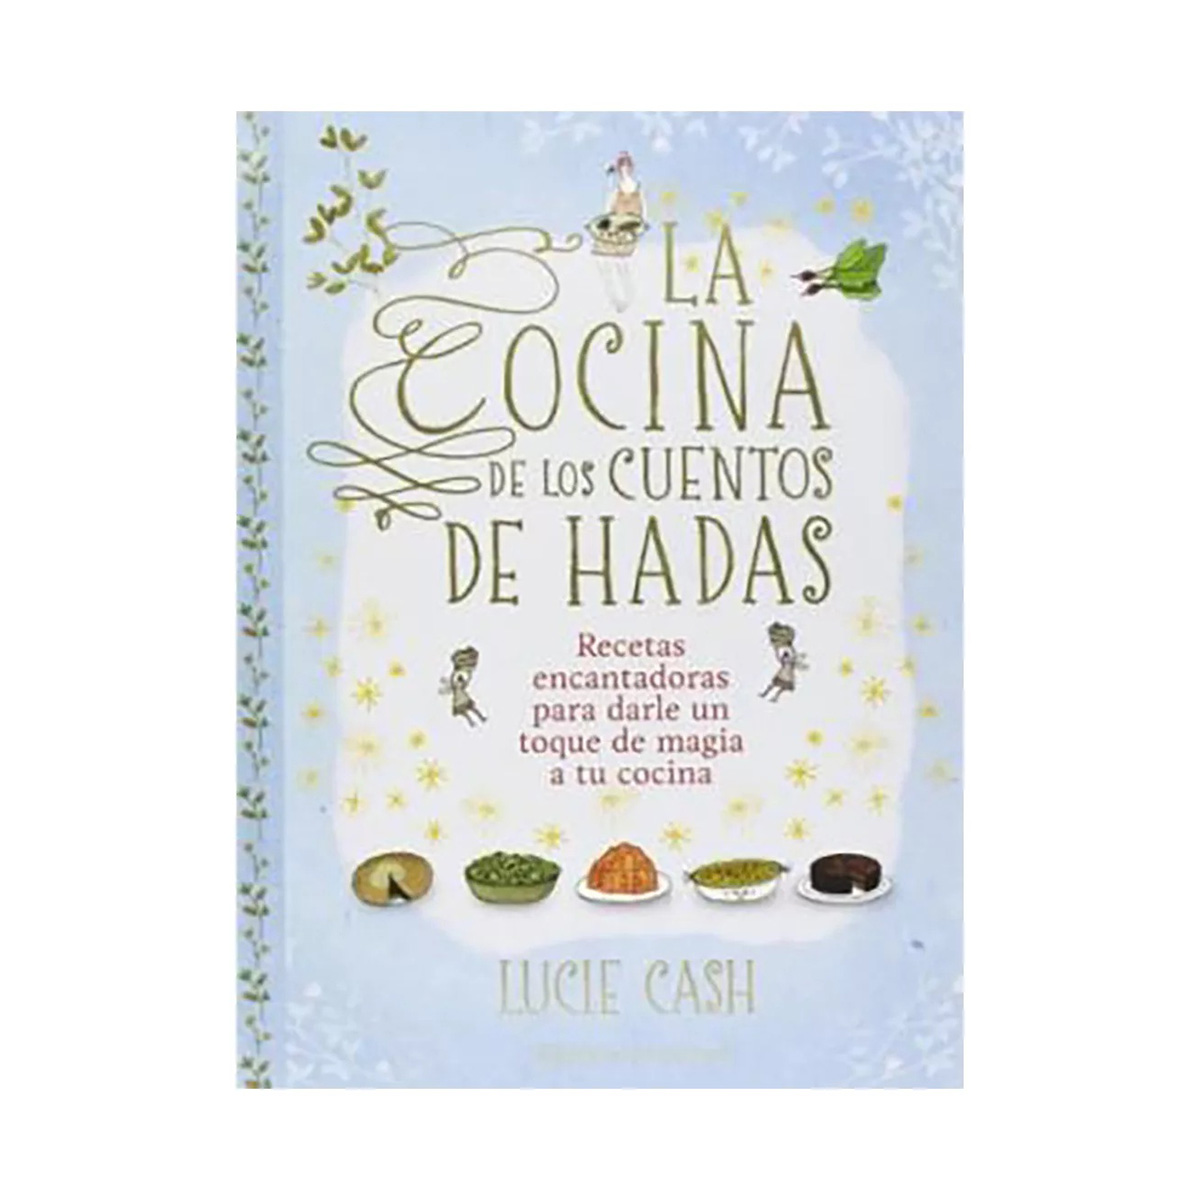 LA
COCINA
DE LOS CUENTOS
DE HADAS
Recetas
encantadoras
para darle un
toque de magia
a tu cocina
LUCIE CASH